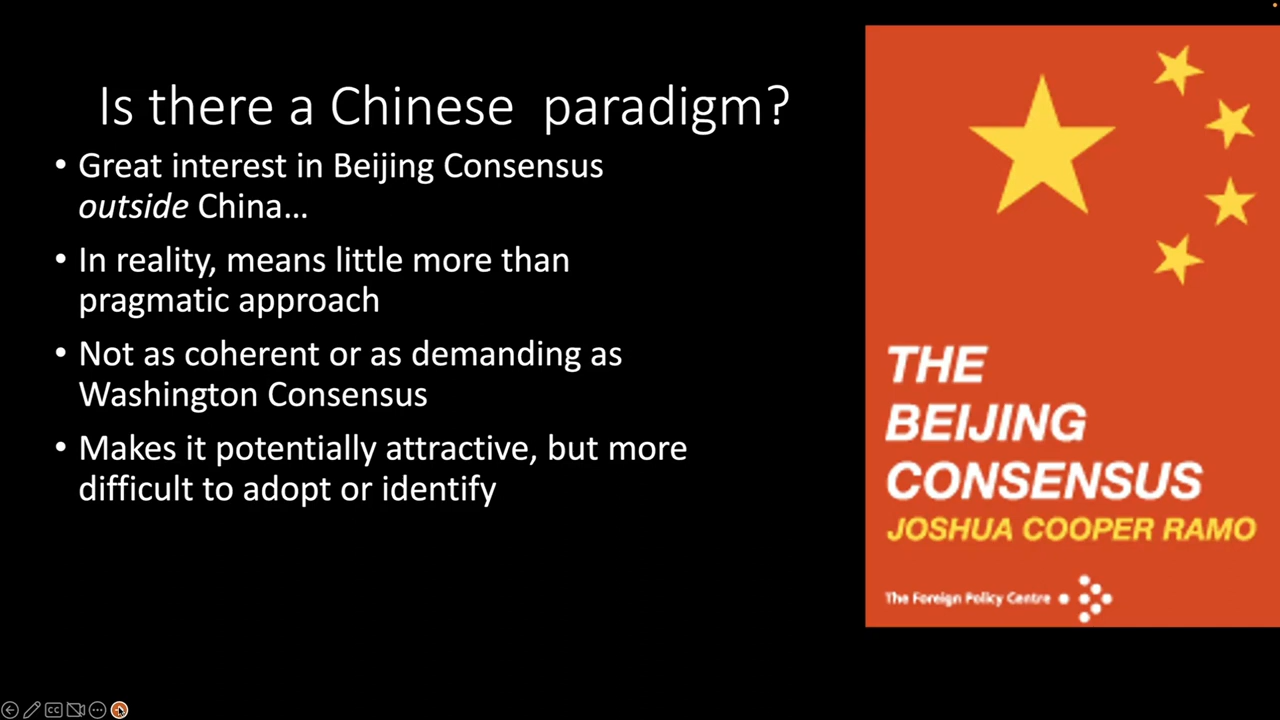 Is there a Chinese  paradigm?
• Great interest in Beijing Consensus
outside China...
• In reality, means little more than
pragmatic approach
• Not as coherent or as demanding as
Washington Consensus
• Makes it potentially attractive, but more
difficult to adopt or identify
THE
BEIJING
CONSENSUS
JOSHUA COOPER RAMO
The Foreign Policy Centre
CC